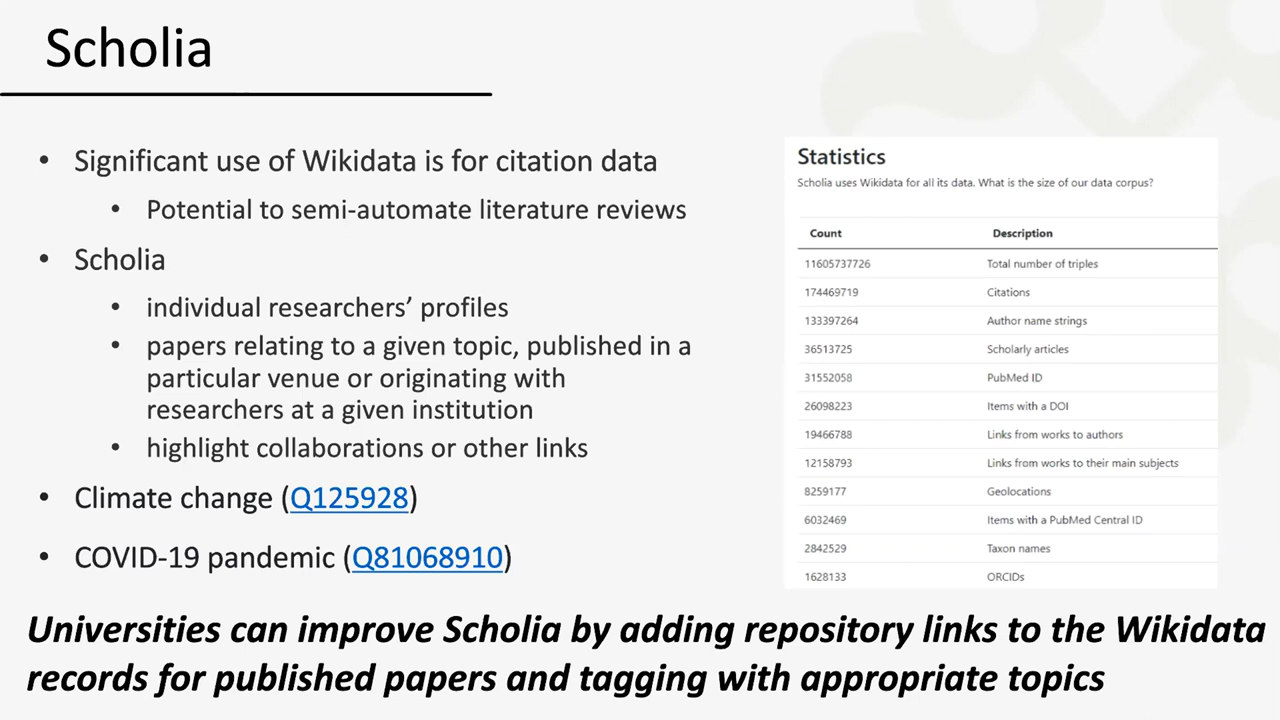 Scholia
• Significant use of Wikidata is for citation data
• Potential to semi-automate literature reviews
• Scholia
• individual researchers’ profiles
• papers relating to a given topic, published in a
particular venue or originating with
researchers at a given institution
• highlight collaborations or other links
• Climate change (Q125928)
• COVID-19 pandemic (Q81068910)
Statistics
Scholia uses Wikidata for all its data. What is the size of our data corpus?
Count Description
11605737726 Total number of triples
174469719 Citations
133397264 Author name strings
36513725 Scholarly articles
31552058 PubMed ID
26098223 Items with a DOI
19466788 Links from works to authors
12158793 Links from works to their main subjects
8259177 Geolocations
6032469 Items with a PubMed Central ID
2842529 Taxon names
1628133 ORCIDs
Universities can improve Scholia by adding repository links to the Wikidata
records for published papers and tagging with appropriate topics